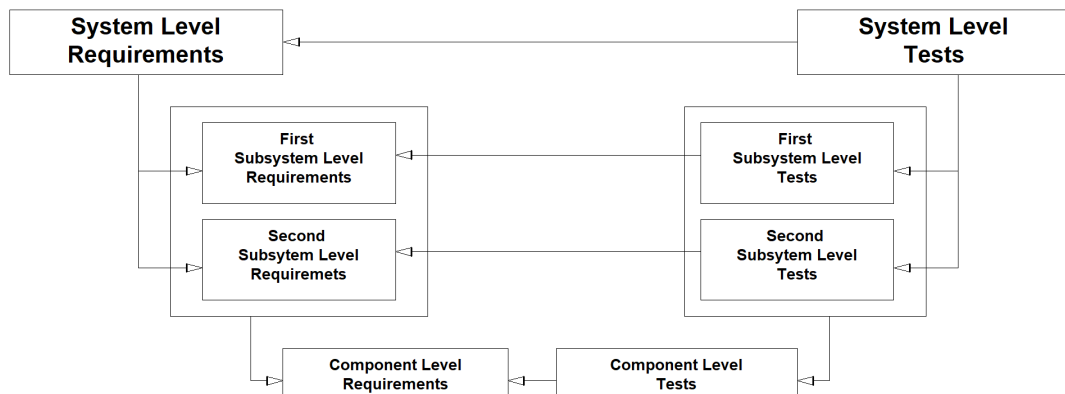 System Level
Requirements
System Level
Tests
First
Subsystem Level
Requirements
First
Subsystem Level
Tests
Second
Subsytem Level
Requiremets
Second
Subsytem Level
Tests
Component Level
Requirements
Component Level
Tests